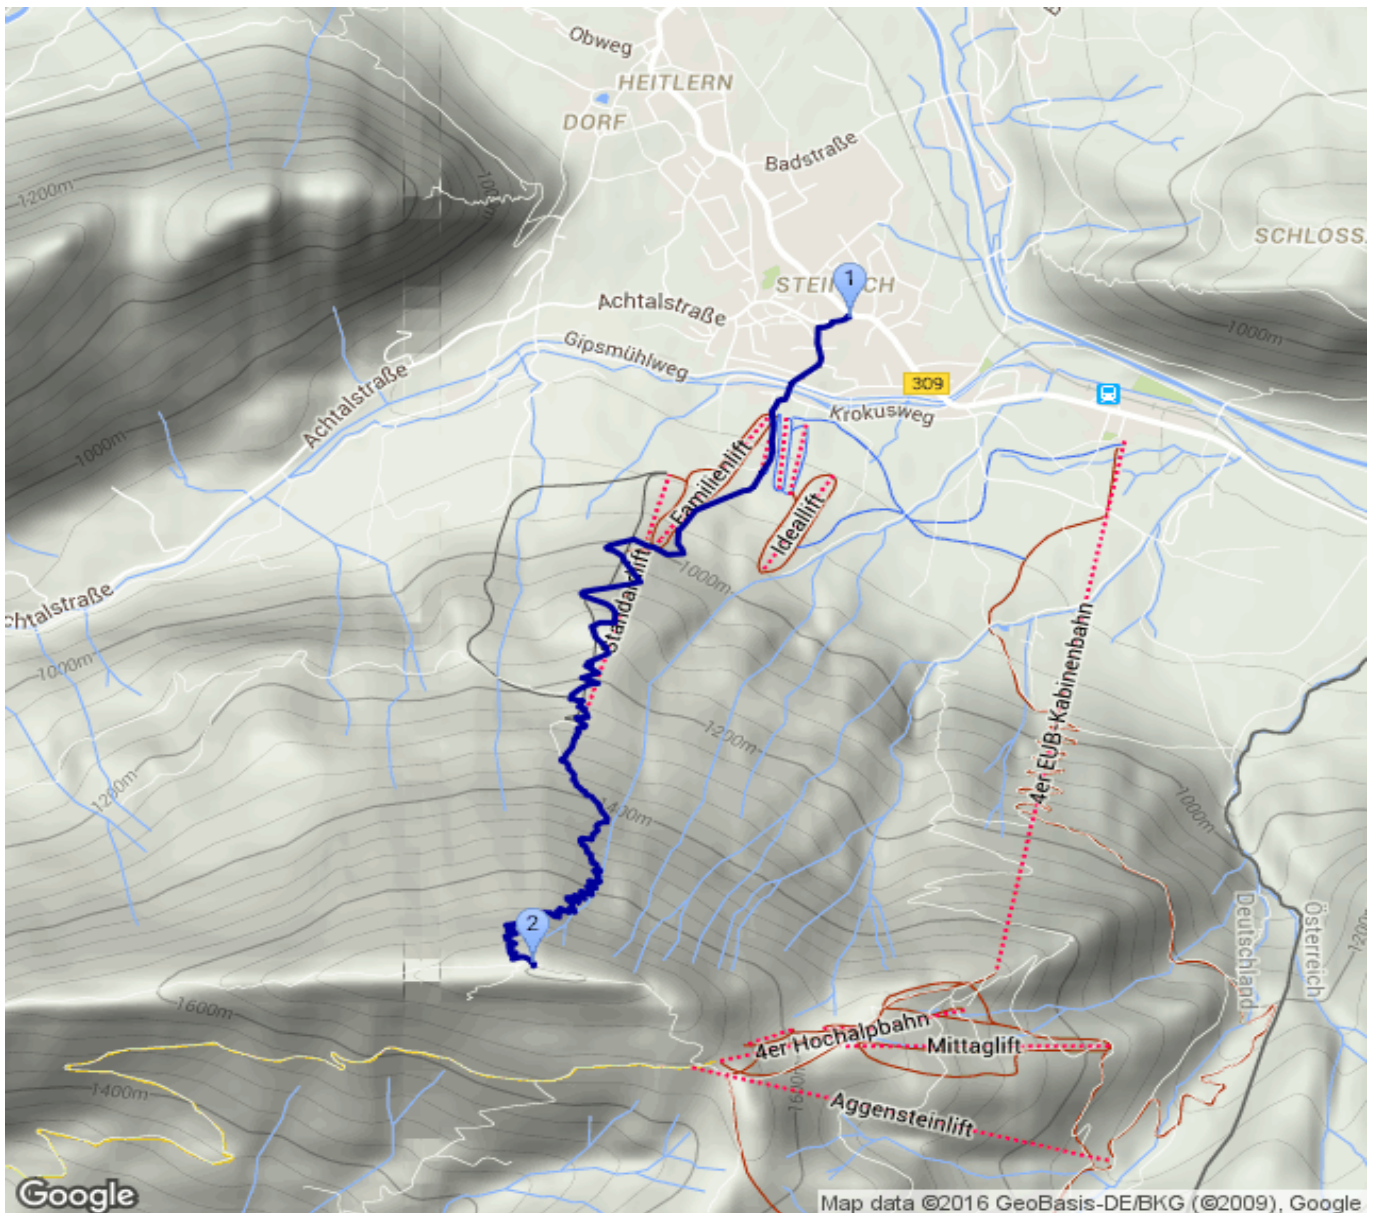 Obweg
HEITLERN
DORF
Badstraße
1200m
1000m
SCHLOSS
1
Achtalstraße
1000m
Gipsmühlweg
309
Achtalstraße
Krokusweg
1000m
Familienlift
Ideallift
1000m
chtalstraße
Standardlift
1000m
4er EUB-Kabinenbahn
1200m
1200m
1400m
1000m
2
Deutschland
Österreich
1200
1600m
4er Hochalpbahn
Mittaglift
1400m
Aggensteinlift
Google
Map data ©2016 GeoBasis-DE/BKG (©2009), Google